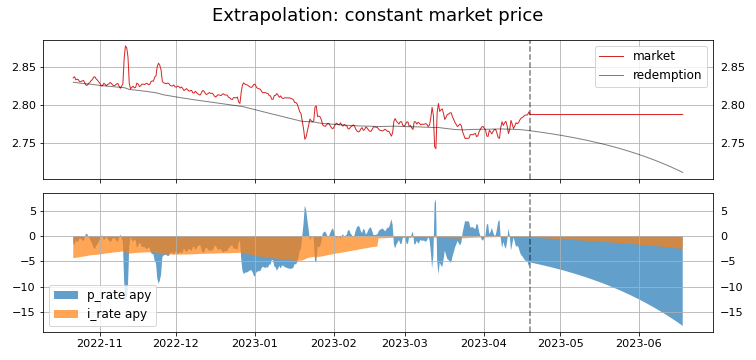 Extrapolation: constant market price
2.85
2.80
2.75
market
redemption
2.85
2.80
2.75
5
0
−5
−10
−15
p_rate apy
i_rate apy
5
0
−5
−10
−15
2022-11 2022-12 2023-01 2023-02 2023-03 2023-04 2023-05 2023-06